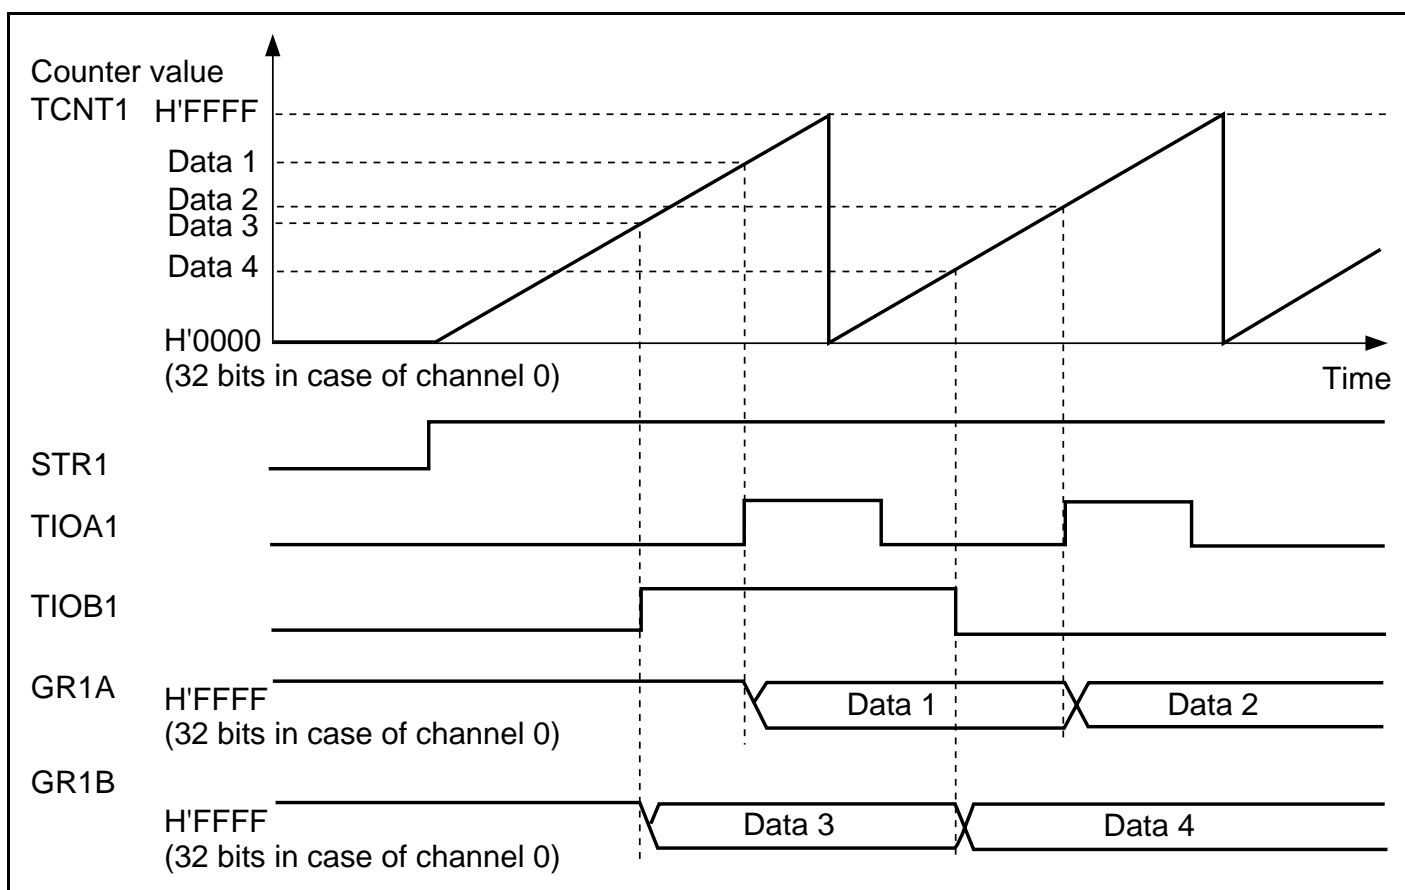 Counter value
TCNT1 H'FFFF
Data 1
Data 2
Data 3
Data 4
H'0000
(32 bits in case of channel 0)
Time
STR1
TIOA1
TIOB1
GR1A
H'FFFF
Data 1 Data 2
(32 bits in case of channel 0)
GR1B
H'FFFF
Data 3 Data 4
(32 bits in case of channel 0)